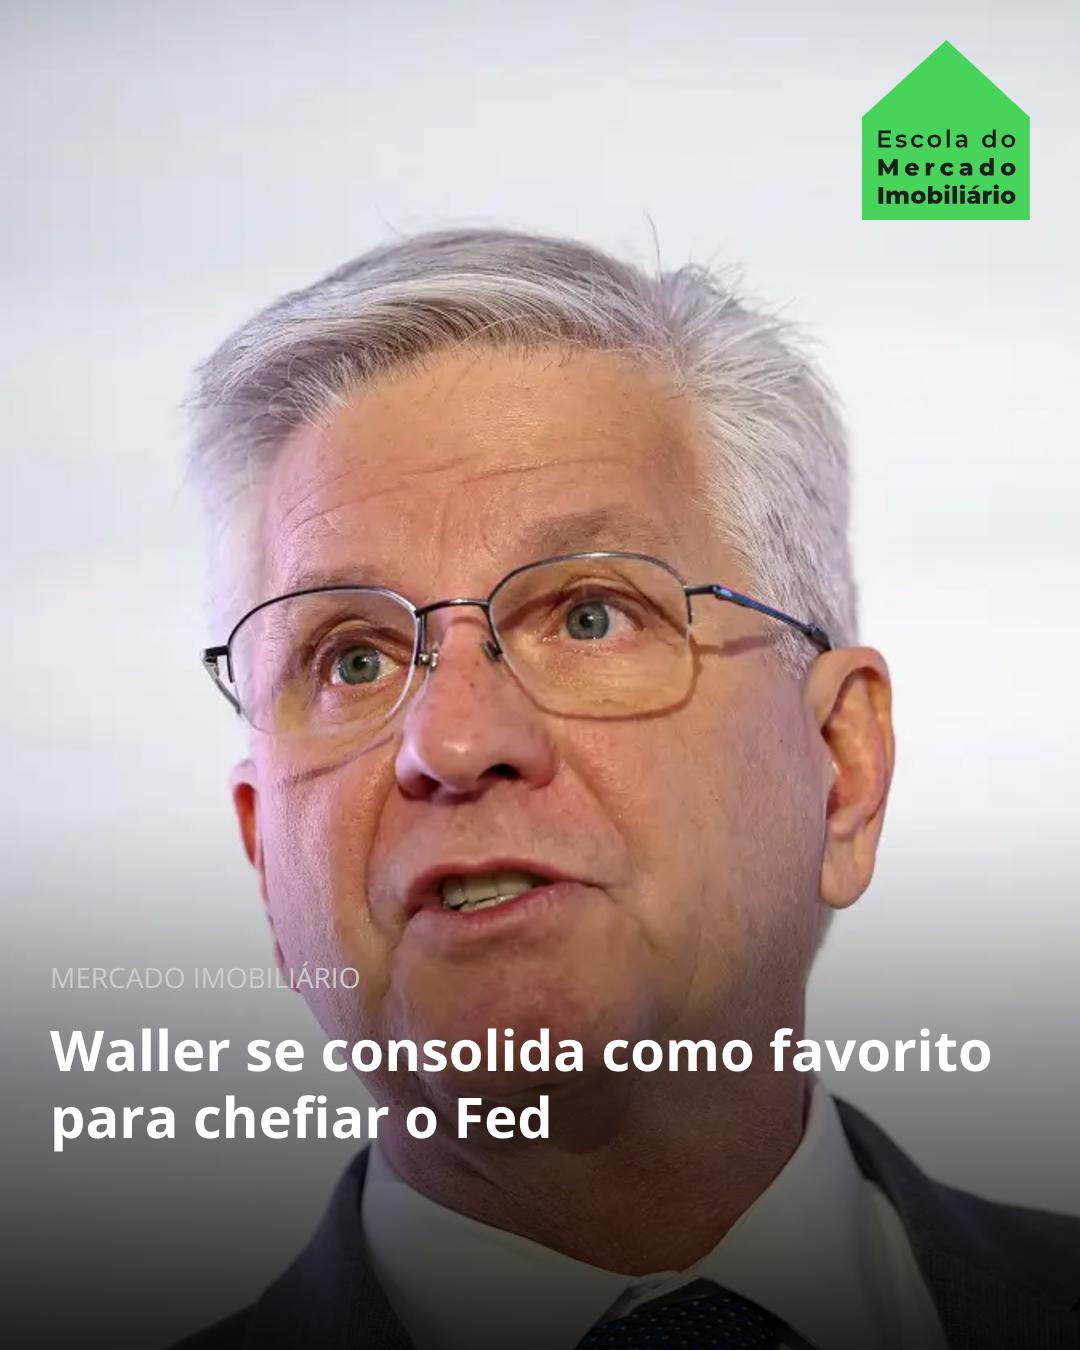 Escola do
Mercado
Imobiliário
MERCADO IMOBILIÁRIO
Waller se consolida como favorito
para chefiar o Fed